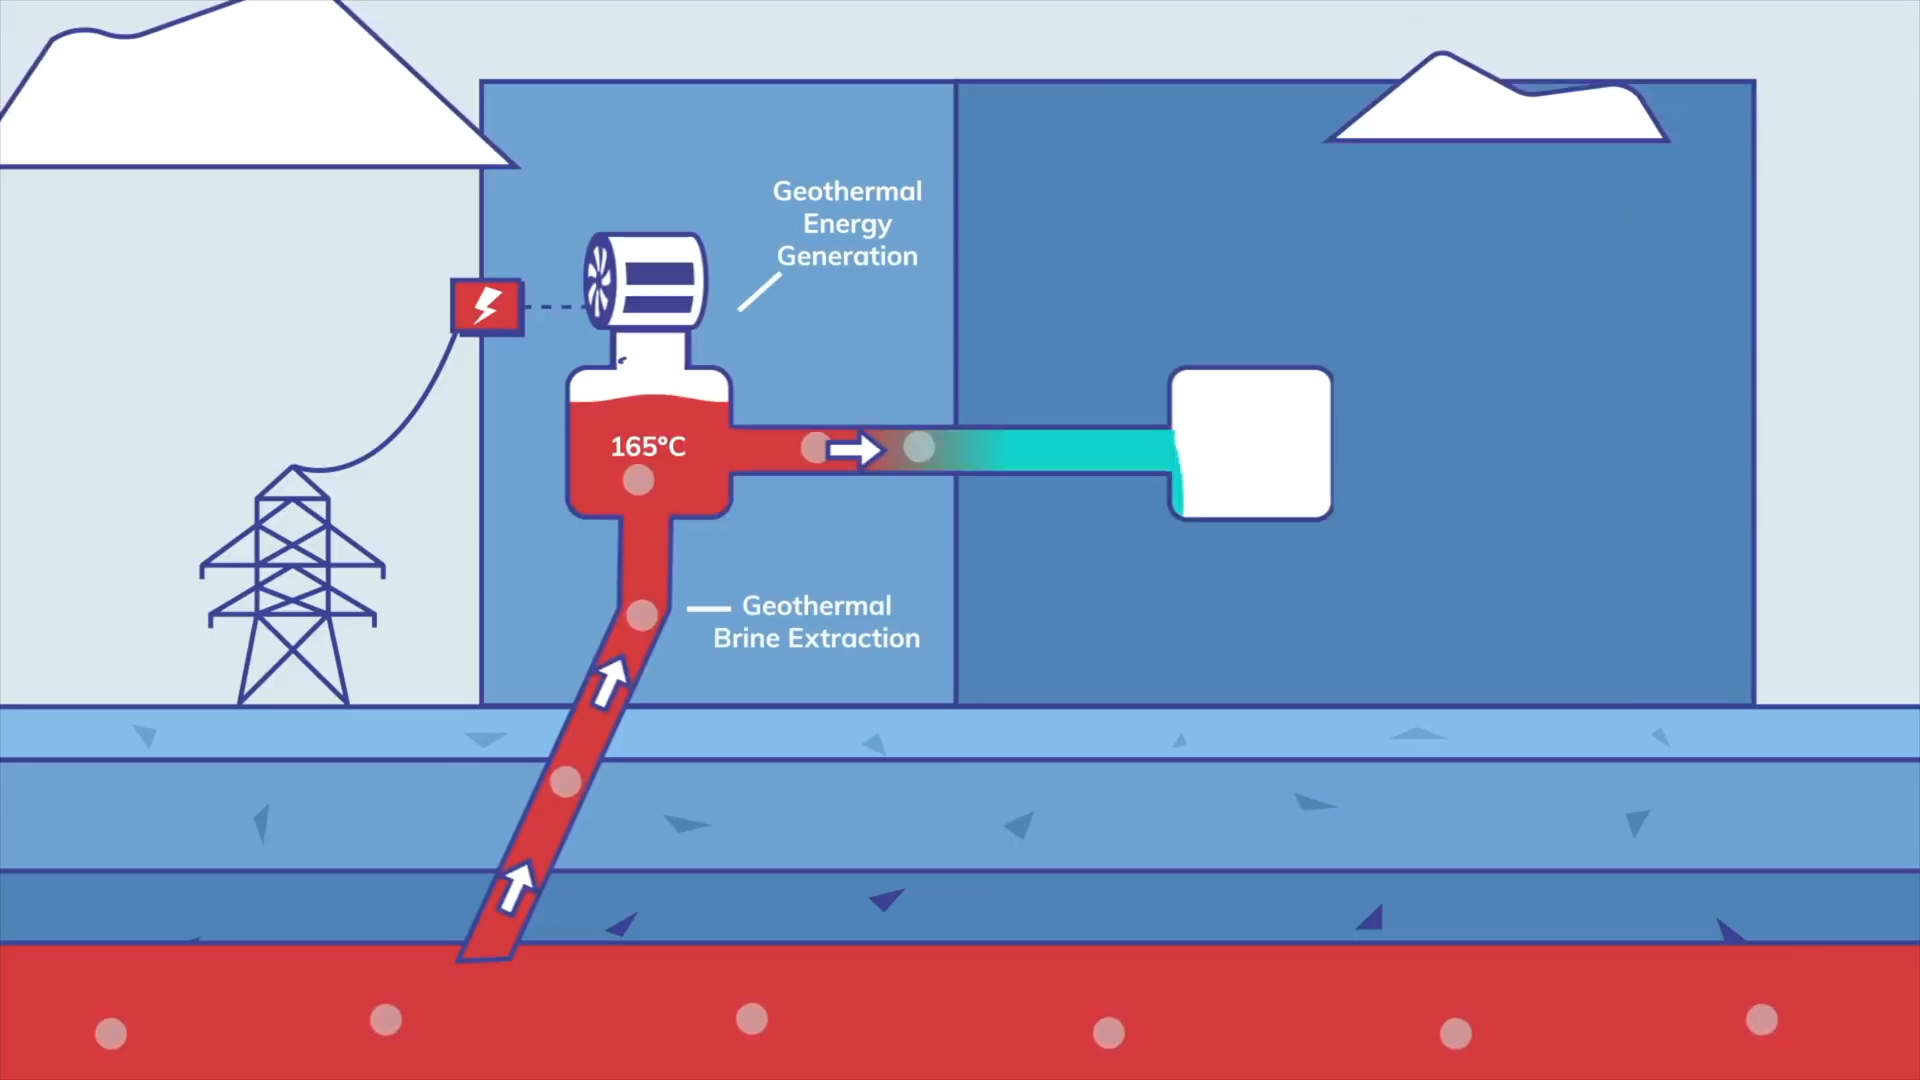 Geothermal
Energy
Generation
165°C
Geothermal
Brine Extraction